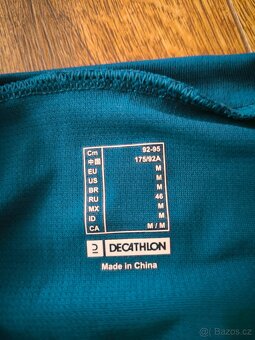 Cm 92-95
中国 175/92A
EU M
US M
BR M
RU 46
MX M
ID M
CA M / M
DECATHLON
Made in China
© Bazos.cz